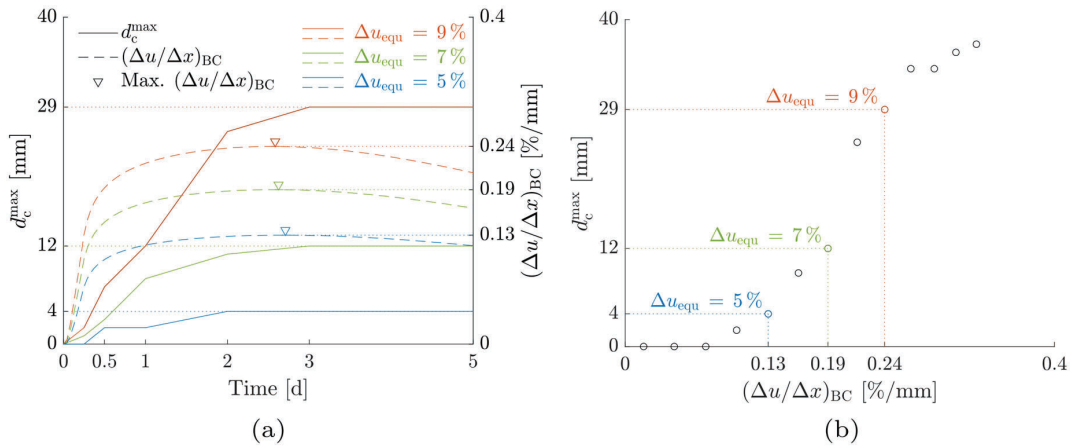 40
29
12
4
0
d_c^max [mm]
d_c^max
(Δu/Δx)_BC
Max. (Δu/Δx)_BC
Δu_equ = 9 %
Δu_equ = 7 %
Δu_equ = 5 %
0.4
0.24
0.19
0.13
0
(Δu/Δx)_BC [%/mm]
0 0.5 1 2 3 5
Time [d]
(a)
40
29
12
4
0
d_c^max [mm]
Δu_equ = 9 %
Δu_equ = 7 %
Δu_equ = 5 %
0 0.13 0.19 0.24 0.4
(Δu/Δx)_BC [%/mm]
(b)